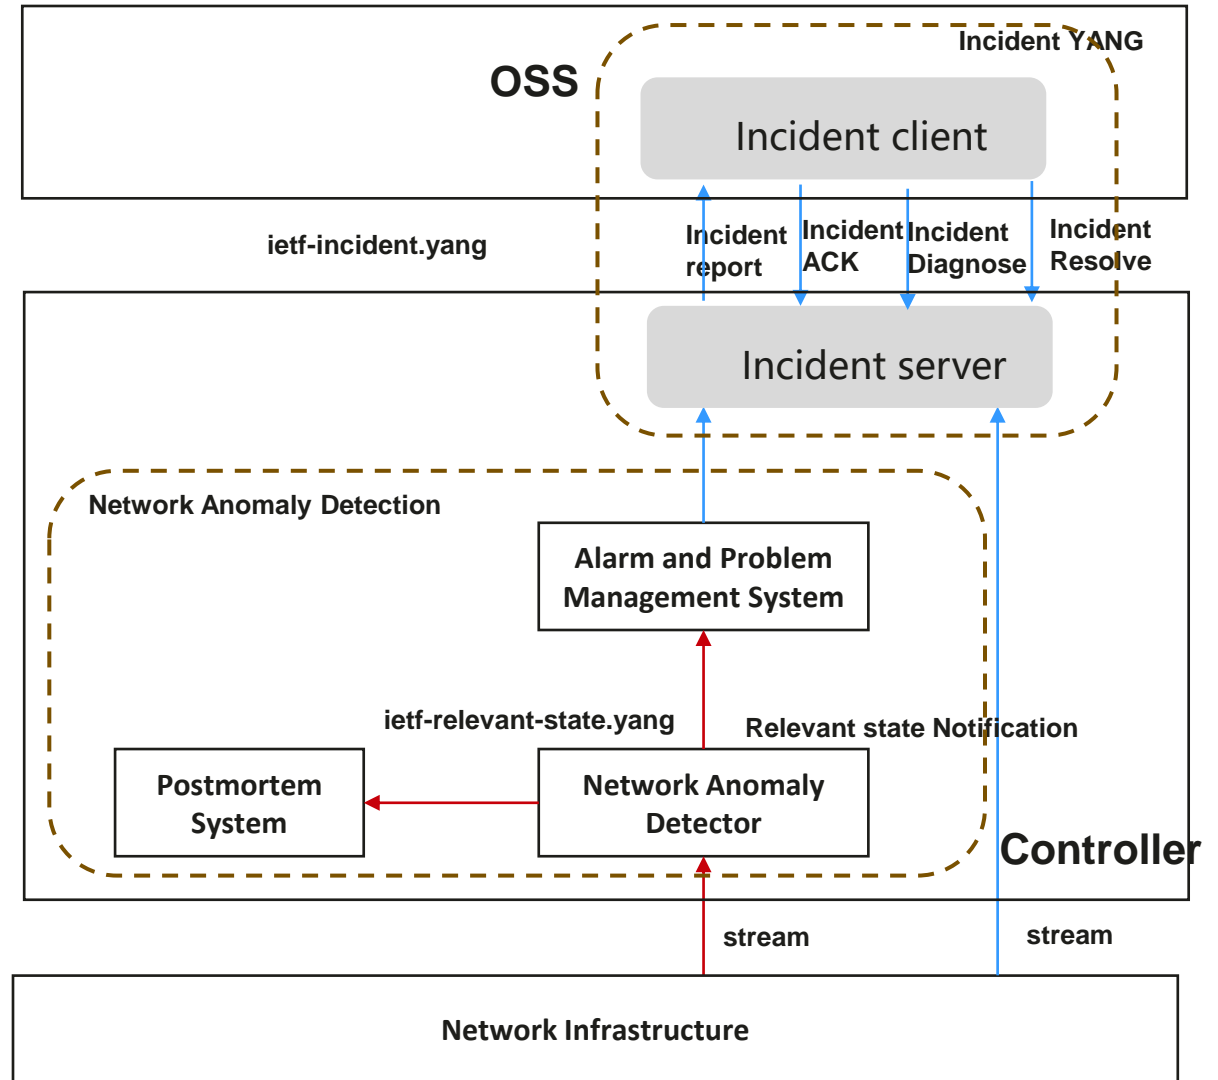 Incident YANG
OSS
Incident client
ietf-incident.yang
Incident
report
Incident
ACK
Incident
Diagnose
Incident
Resolve
Incident server
Network Anomaly Detection
Alarm and Problem
Management System
ietf-relevant-state.yang
Relevant state Notification
Postmortem
System
Network Anomaly
Detector
Controller
stream
stream
Network Infrastructure